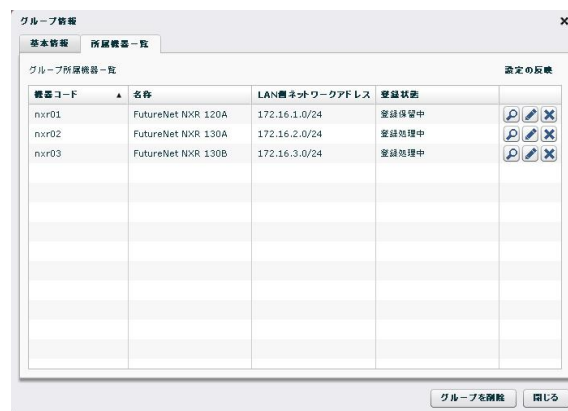 グループ情報
基本情報 所属機器一覧
グループ所属機器一覧 設定の反映
機器コード ▲ 名称 LAN側ネットワークアドレス 登録状態
nxr01 FutureNet NXR 120A 172.16.1.0/24 登録保留中
nxr02 FutureNet NXR 130A 172.16.2.0/24 登録処理中
nxr03 FutureNet NXR 130B 172.16.3.0/24 登録処理中
グループを削除 閉じる